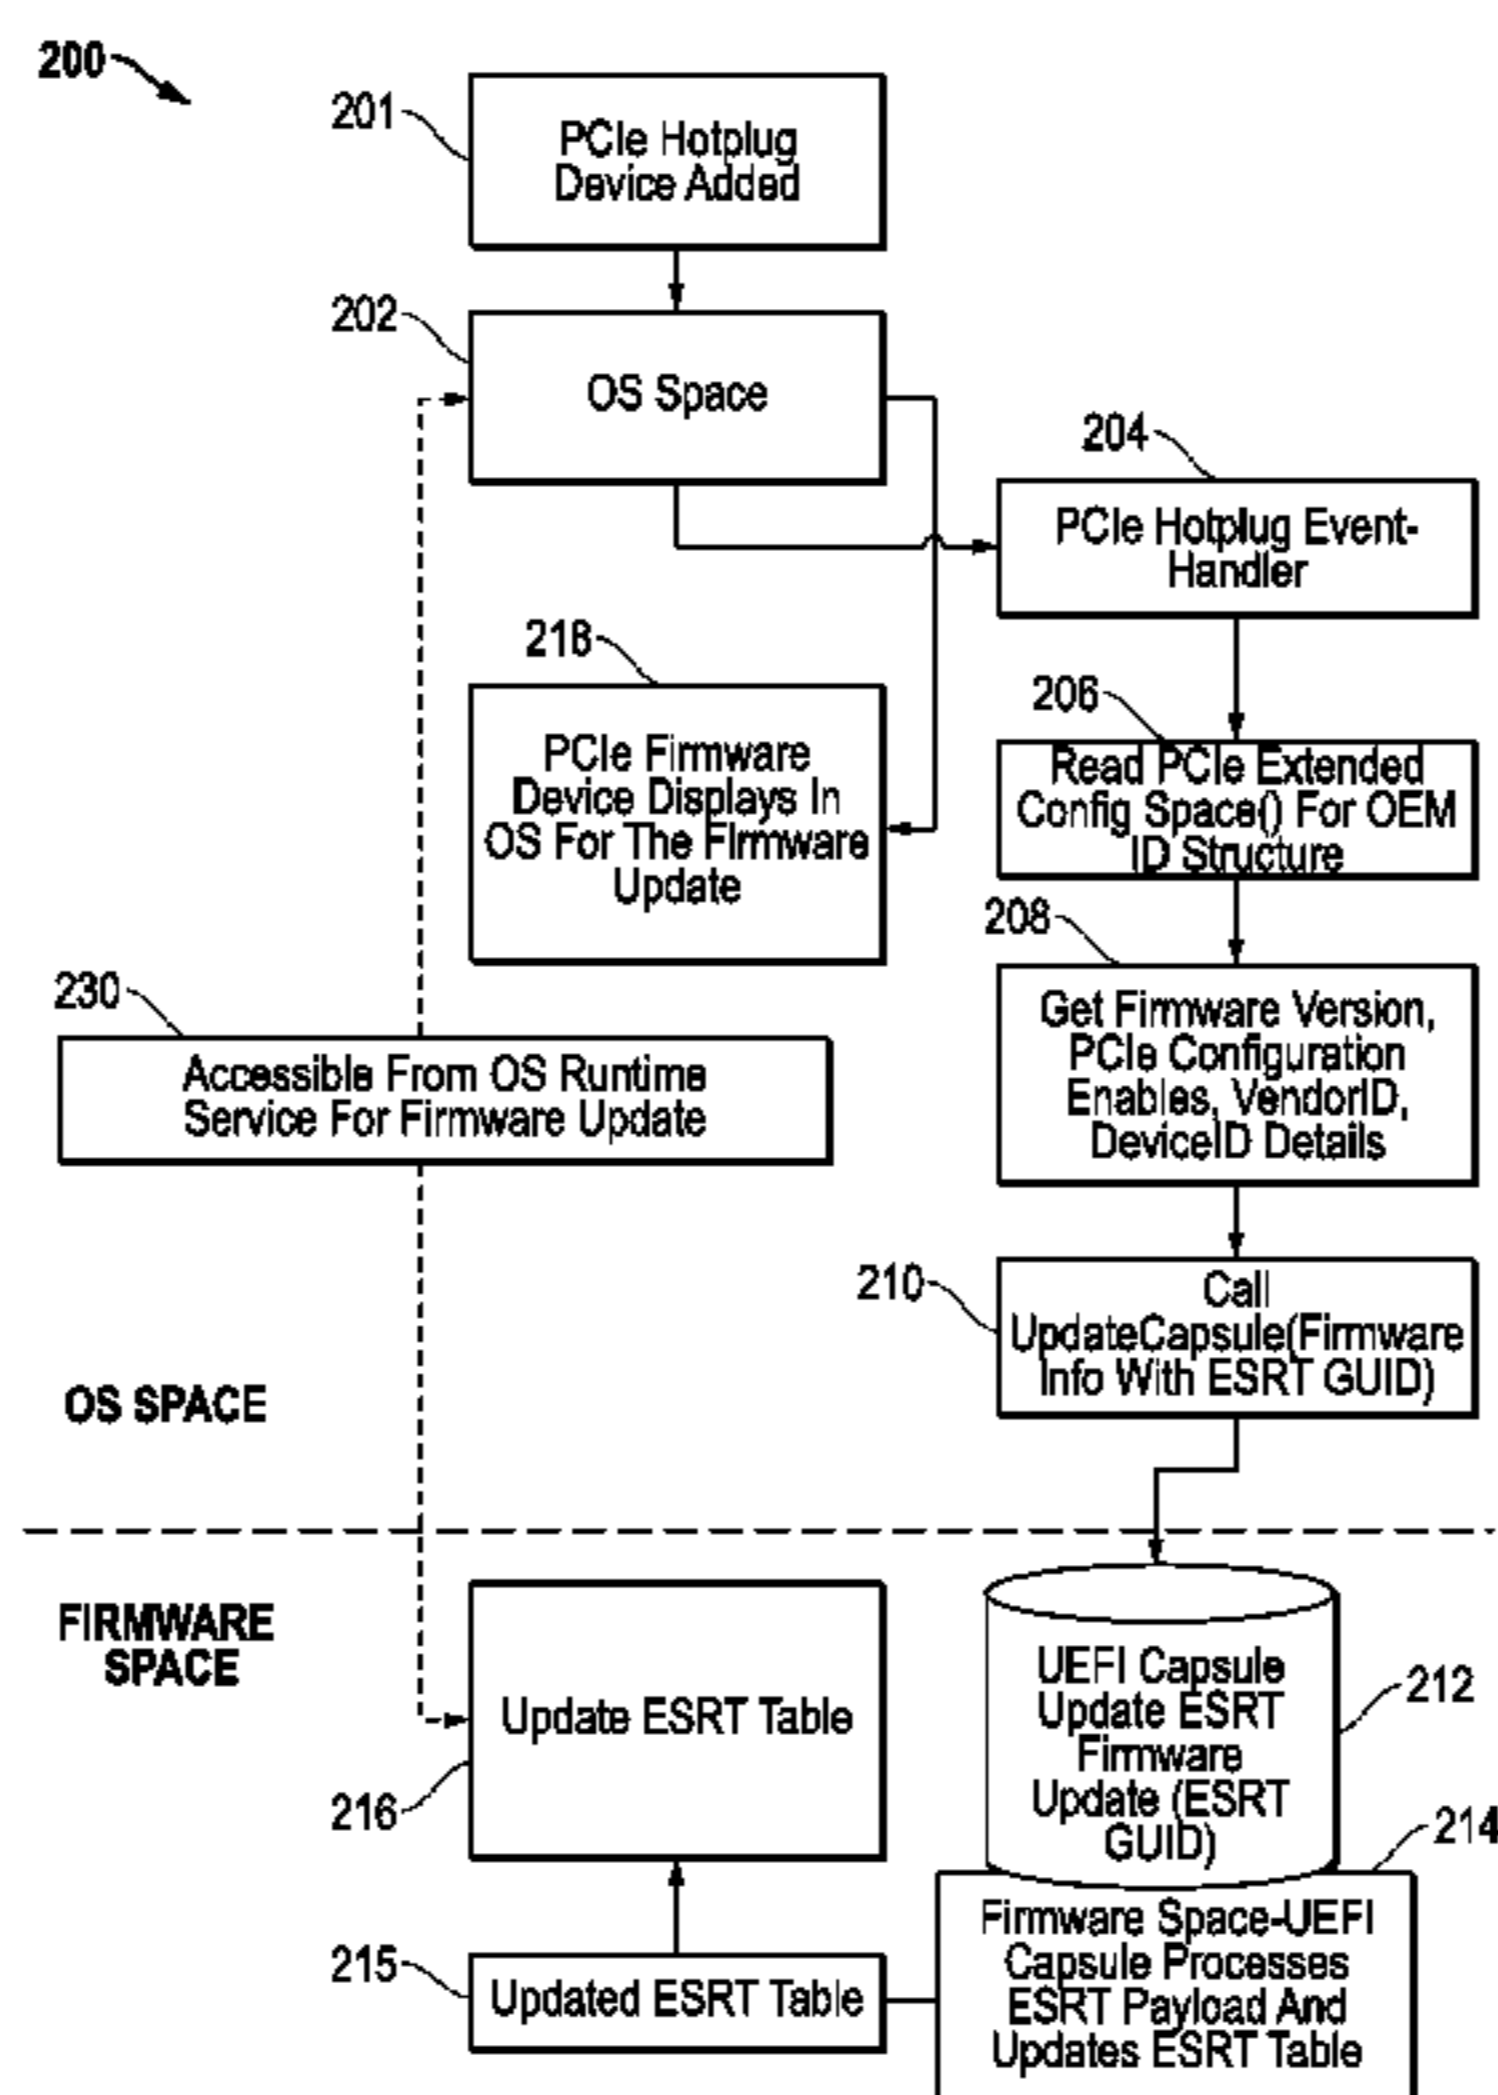 200
201
PCIe Hotplug
Device Added
202
OS Space
204
PCIe Hotplug Event-
Handler
218
PCIe Firmware
Device Displays In
OS For The Firmware
Update
206
Read PCIe Extended
Config Space() For OEM
ID Structure
208
Get Firmware Version,
PCIe Configuration
Enables, VendorID,
DeviceID Details
230
Accessible From OS Runtime
Service For Firmware Update
210
Call
UpdateCapsule(Firmware
Info With ESRT GUID)
OS SPACE
FIRMWARE
SPACE
Update ESRT Table
216
UEFI Capsule
Update ESRT
Firmware
Update (ESRT
GUID)
212
214
215
Updated ESRT Table
Firmware Space-UEFI
Capsule Processes
ESRT Payload And
Updates ESRT Table